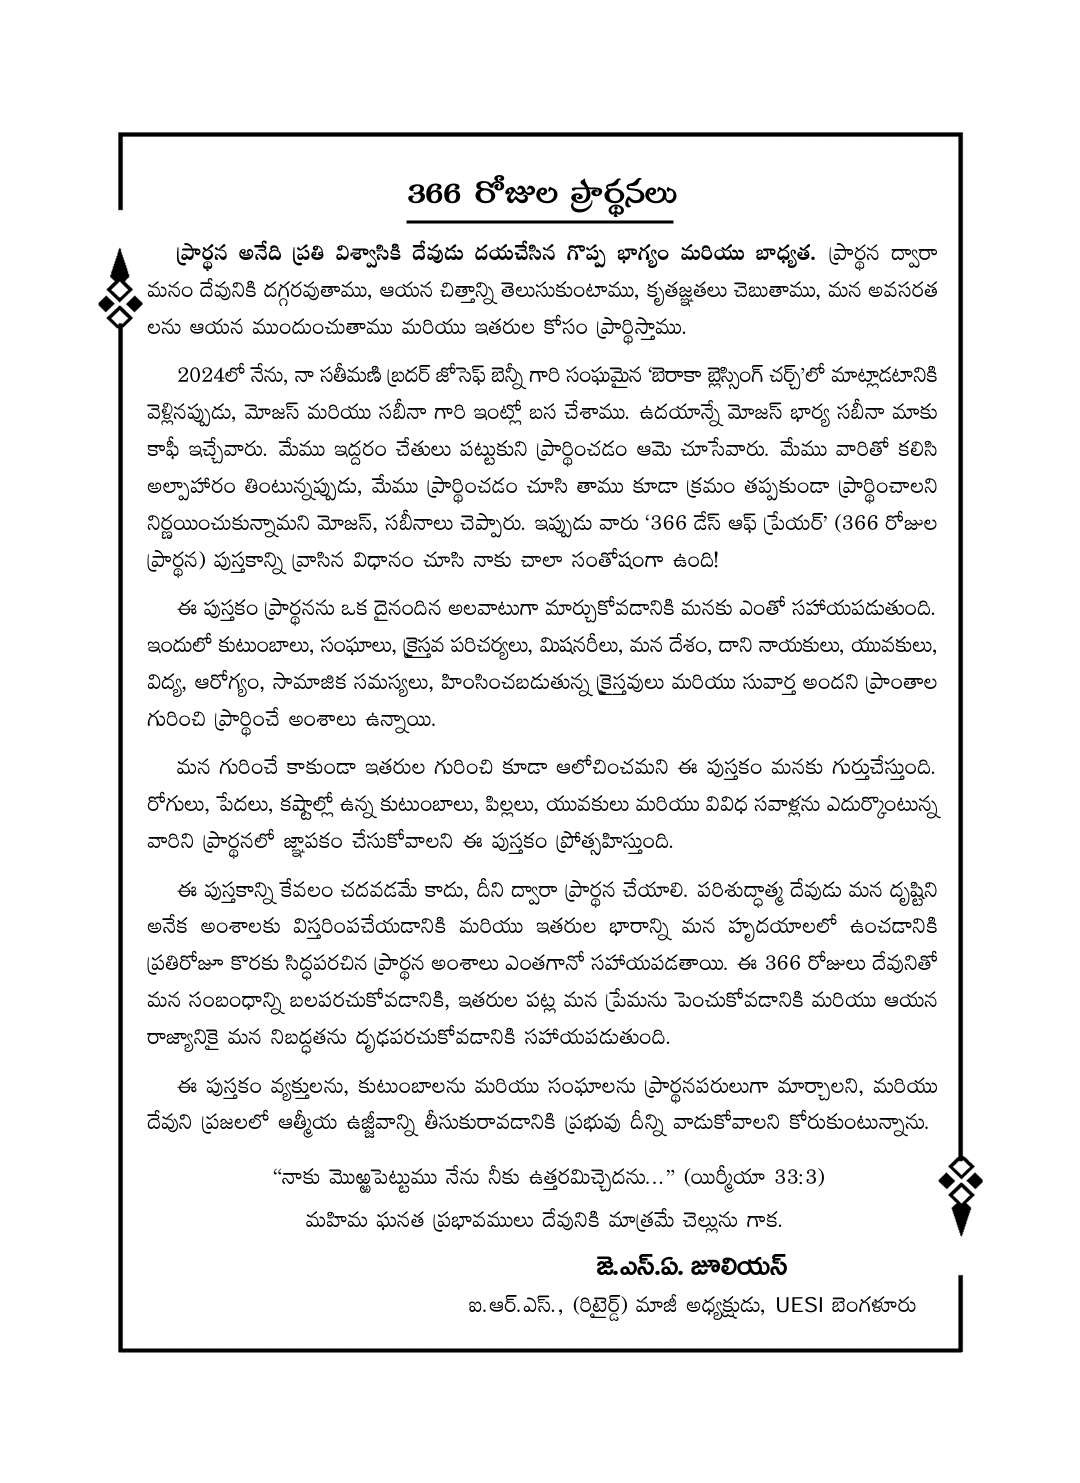 366 రోజుల ప్రార్థనలు
ప్రార్థన అనేది ప్రతి విశ్వాసికి దేవుడు దయచేసిన గొప్ప భాగ్యం మరియు బాధ్యత. ప్రార్థన ద్వారా
మనం దేవునికి దగ్గరవుతాము, ఆయన చిత్తాన్ని తెలుసుకుంటాము, కృతజ్ఞతలు చెబుతాము, మన అవసరత
లను ఆయన ముందుంచుతాము మరియు ఇతరుల కోసం ప్రార్థిస్తాము.
2024లో నేను, నా సతీమణి బ్రదర్ జోసెఫ్ బెన్నీ గారి సంఘమైన 'బెరాకా బ్లెస్సింగ్ చర్చ్'లో మాట్లాడటానికి
వెళ్లినప్పుడు, మోజస్ మరియు సబీనా గారి ఇంట్లో బస చేశాము. ఉదయాన్నే మోజస్ భార్య సబీనా మాకు
కాఫీ ఇచ్చేవారు. మేము ఇద్దరం చేతులు పట్టుకుని ప్రార్థించడం ఆమె చూసేవారు. మేము వారితో కలిసి
అల్పాహారం తింటున్నప్పుడు, మేము ప్రార్థించడం చూసి తాము కూడా క్రమం తప్పకుండా ప్రార్థించాలని
నిర్ణయించుకున్నామని మోజస్, సబీనాలు చెప్పారు. ఇప్పుడు వారు '366 డేస్ ఆఫ్ ప్రేయర్' (366 రోజుల
ప్రార్థన) పుస్తకాన్ని వ్రాసిన విధానం చూసి నాకు చాలా సంతోషంగా ఉంది!
ఈ పుస్తకం ప్రార్థనను ఒక దైనందిన అలవాటుగా మార్చుకోవడానికి మనకు ఎంతో సహాయపడుతుంది.
ఇందులో కుటుంబాలు, సంఘాలు, క్రైస్తవ పరిచర్యలు, మిషనరీలు, మన దేశం, దాని నాయకులు, యువకులు,
విద్య, ఆరోగ్యం, సామాజిక సమస్యలు, హింసించబడుతున్న క్రైస్తవులు మరియు సువార్త అందని ప్రాంతాల
గురించి ప్రార్థించే అంశాలు ఉన్నాయి.
మన గురించే కాకుండా ఇతరుల గురించి కూడా ఆలోచించమని ఈ పుస్తకం మనకు గుర్తుచేస్తుంది.
రోగులు, పేదలు, కష్టాల్లో ఉన్న కుటుంబాలు, పిల్లలు, యువకులు మరియు వివిధ సవాళ్లను ఎదుర్కొంటున్న
వారిని ప్రార్థనలో జ్ఞాపకం చేసుకోవాలని ఈ పుస్తకం ప్రోత్సహిస్తుంది.
ఈ పుస్తకాన్ని కేవలం చదవడమే కాదు, దీని ద్వారా ప్రార్థన చేయాలి. పరిశుద్ధాత్మ దేవుడు మన దృష్టిని
అనేక అంశాలకు విస్తరింపచేయడానికి మరియు ఇతరుల భారాన్ని మన హృదయాలలో ఉంచడానికి
ప్రతిరోజూ కొరకు సిద్ధపరచిన ప్రార్థన అంశాలు ఎంతగానో సహాయపడతాయి. ఈ 366 రోజులు దేవునితో
మన సంబంధాన్ని బలపరచుకోవడానికి, ఇతరుల పట్ల మన ప్రేమను పెంచుకోవడానికి మరియు ఆయన
రాజ్యానికై మన నిబద్ధతను దృఢపరచుకోవడానికి సహాయపడుతుంది.
ఈ పుస్తకం వ్యక్తులను, కుటుంబాలను మరియు సంఘాలను ప్రార్థనపరులుగా మార్చాలని, మరియు
దేవుని ప్రజలలో ఆత్మీయ ఉజ్జీవాన్ని తీసుకురావడానికి ప్రభువు దీన్ని వాడుకోవాలని కోరుకుంటున్నాను.
"నాకు మొఱ్ఱపెట్టుము నేను నీకు ఉత్తరమిచ్చెదను..." (యిర్మీయా 33:3)
మహిమ ఘనత ప్రభావములు దేవునికి మాత్రమే చెల్లును గాక.
జె.ఎస్.ఏ. జూలియస్
ఐ.ఆర్.ఎస్., (రిటైర్డ్) మాజీ అధ్యక్షుడు, UESI బెంగళూరు